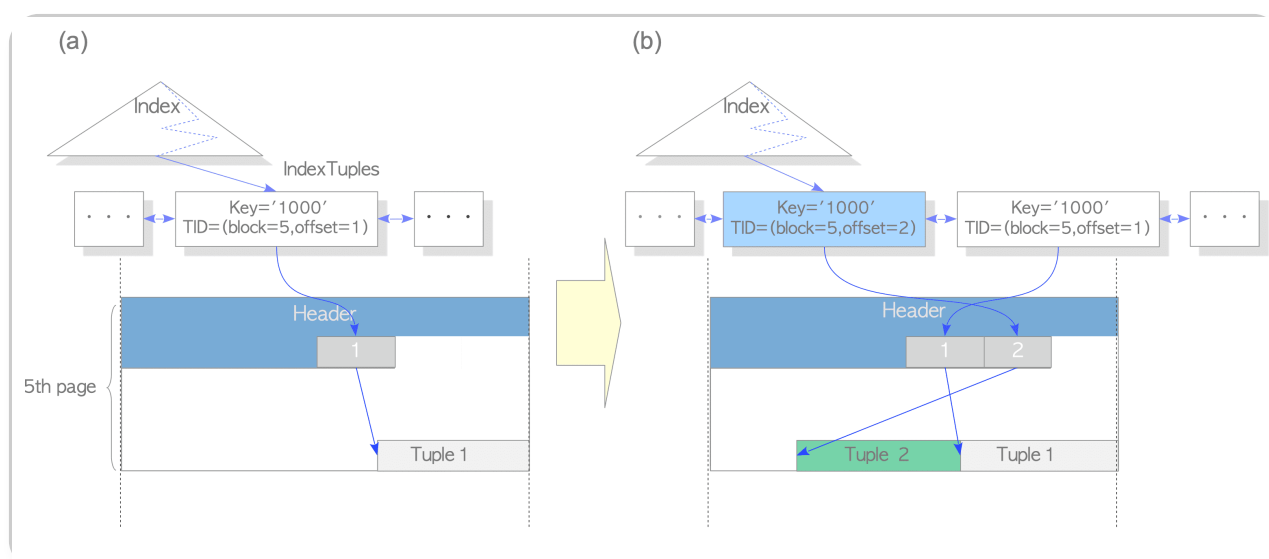 (a)
Index
IndexTuples
· · ·
Key='1000'
TID=(block=5,offset=1)
· · ·
Header
1
5th page
Tuple 1
(b)
Index
· · ·
Key='1000'
TID=(block=5,offset=2)
Key='1000'
TID=(block=5,offset=1)
· · ·
Header
1
2
Tuple 2
Tuple 1